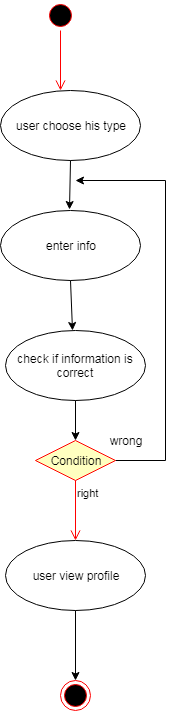 user choose his type
enter info
check if information is
correct
wrong
Condition
right
user view profile